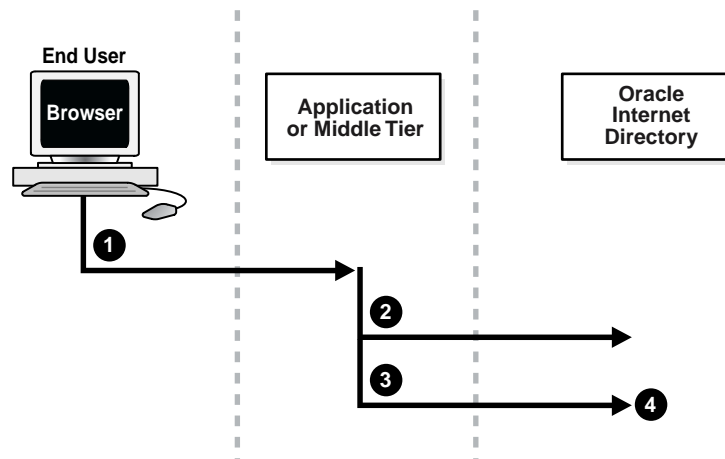 End User
Browser
Application
or Middle Tier
Oracle
Internet
Directory
1
2
3
4